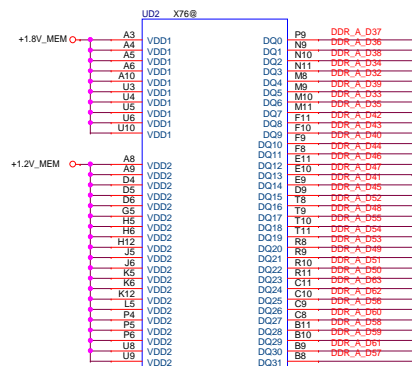 UD2 X76@
+1.8V_MEM A3 VDD1 DQ0 P9 DDR_A_D37
A4 VDD1 DQ1 N9 DDR_A_D36
A5 VDD1 DQ2 N10 DDR_A_D38
A6 VDD1 DQ3 N11 DDR_A_D34
A10 VDD1 DQ4 M8 DDR_A_D32
U3 VDD1 DQ5 M9 DDR_A_D39
U4 VDD1 DQ6 M10 DDR_A_D33
U5 VDD1 DQ7 M11 DDR_A_D35
U6 VDD1 DQ8 F11 DDR_A_D42
U10 VDD1 DQ9 F10 DDR_A_D43
DQ10 F9 DDR_A_D40
DQ11 F8 DDR_A_D44
+1.2V_MEM A8 VDD2 DQ12 E11 DDR_A_D46
A9 VDD2 DQ13 E10 DDR_A_D47
D4 VDD2 DQ14 E9 DDR_A_D41
D5 VDD2 DQ15 D9 DDR_A_D45
D6 VDD2 DQ16 T8 DDR_A_D52
G5 VDD2 DQ17 T9 DDR_A_D48
H5 VDD2 DQ18 T10 DDR_A_D55
H6 VDD2 DQ19 T11 DDR_A_D54
H12 VDD2 DQ20 R8 DDR_A_D53
J5 VDD2 DQ21 R9 DDR_A_D49
J6 VDD2 DQ22 R10 DDR_A_D51
K5 VDD2 DQ23 R11 DDR_A_D50
K6 VDD2 DQ24 C11 DDR_A_D56
K12 VDD2 DQ25 C10 DDR_A_D62
L5 VDD2 DQ26 C9 DDR_A_D63
P4 VDD2 DQ27 C8 DDR_A_D60
P5 VDD2 DQ28 B11 DDR_A_D58
P6 VDD2 DQ29 B10 DDR_A_D59
U8 VDD2 DQ30 B9 DDR_A_D61
U9 VDD2 DQ31 B8 DDR_A_D57